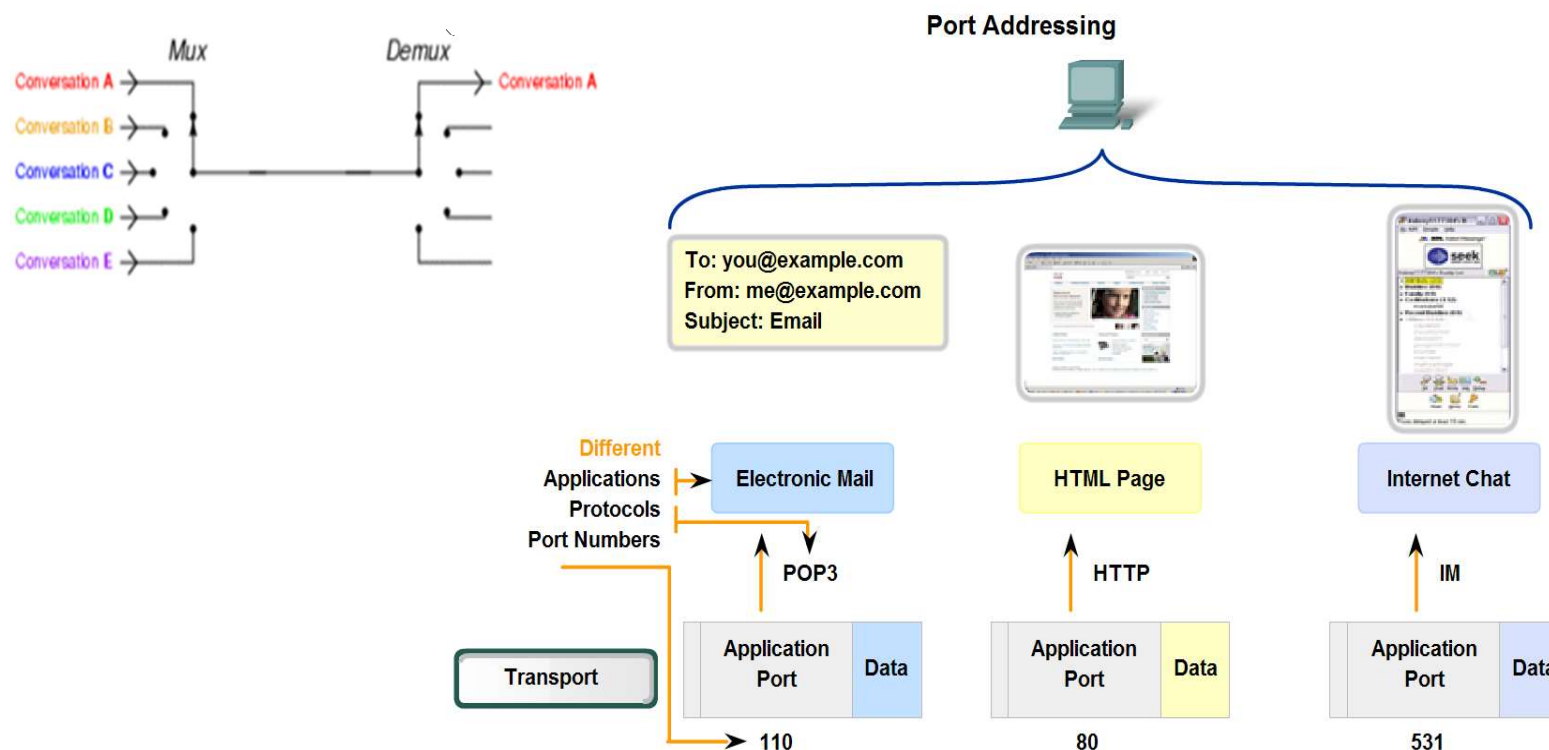 Port Addressing
Mux
Demux
Conversation A
Conversation A
Conversation B
Conversation C
Conversation D
Conversation E
To: you@example.com
From: me@example.com
Subject: Email
seek
Different
Applications
Protocols
Port Numbers
Electronic Mail
HTML Page
Internet Chat
POP3
HTTP
IM
Transport
Application
Port
Data
Application
Port
Data
Application
Port
Data
110
80
531